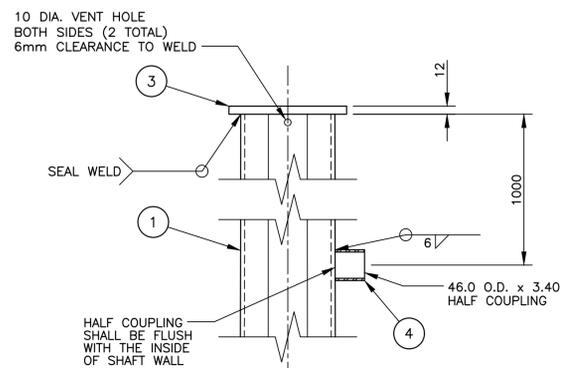 10 DIA. VENT HOLE
BOTH SIDES (2 TOTAL)
6mm CLEARANCE TO WELD
3
12
SEAL WELD
1000
1
6
46.0 O.D. x 3.40
HALF COUPLING
HALF COUPLING
SHALL BE FLUSH
WITH THE INSIDE
OF SHAFT WALL
4